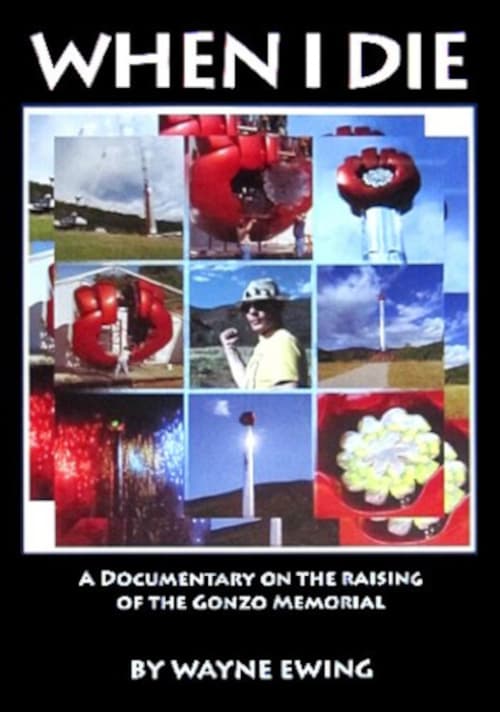 WHEN I DIE
A DOCUMENTARY ON THE RAISING
OF THE GONZO MEMORIAL
BY WAYNE EWING